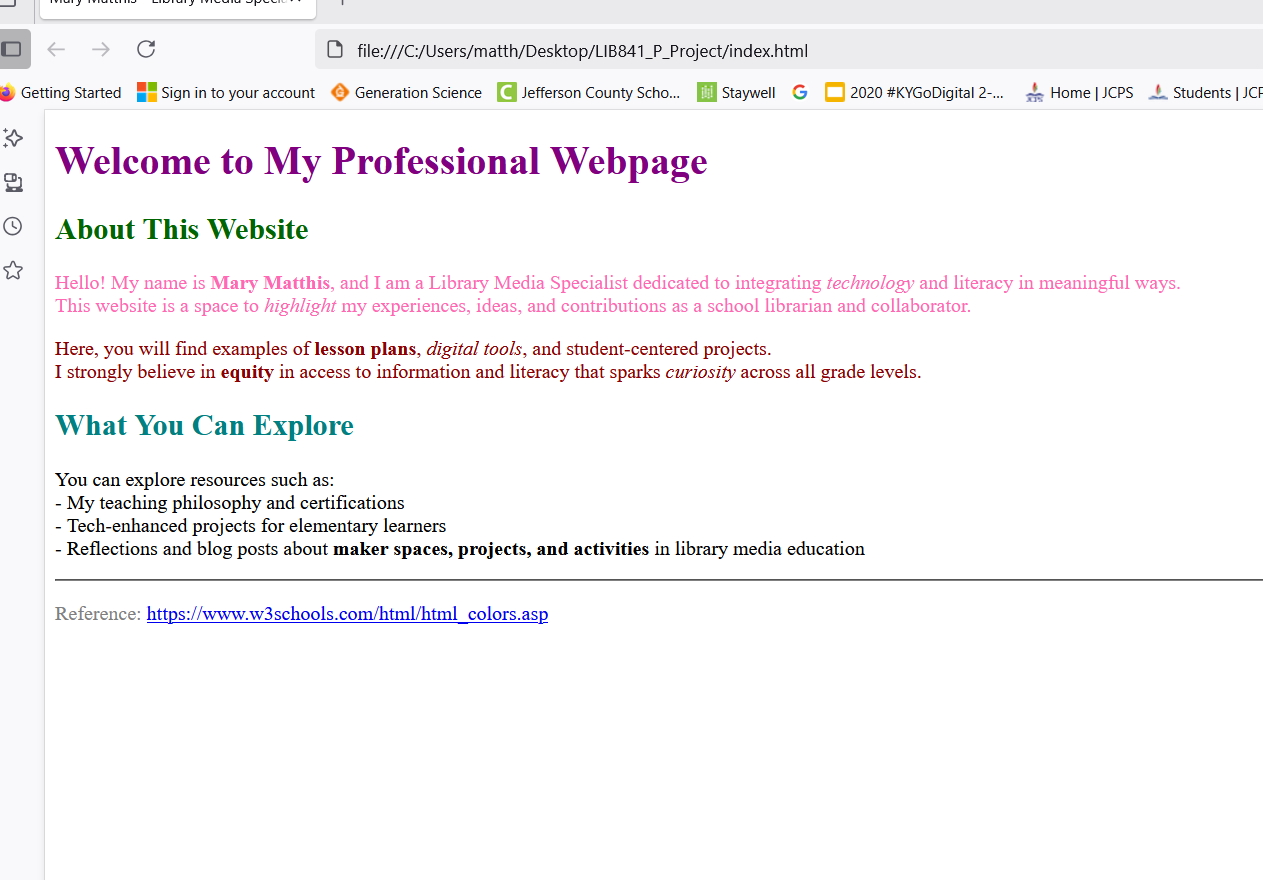 Mary Matthis - Library Media Specia
file:///C:/Users/matth/Desktop/LIB841_P_Project/index.html
Getting Started Sign in to your account Generation Science Jefferson County Scho... Staywell 2020 #KYGoDigital 2-... Home | JCPS Students | JCP
Welcome to My Professional Webpage
About This Website
Hello! My name is Mary Matthis, and I am a Library Media Specialist dedicated to integrating technology and literacy in meaningful ways.
This website is a space to highlight my experiences, ideas, and contributions as a school librarian and collaborator.
Here, you will find examples of lesson plans, digital tools, and student-centered projects.
I strongly believe in equity in access to information and literacy that sparks curiosity across all grade levels.
What You Can Explore
You can explore resources such as:
- My teaching philosophy and certifications
- Tech-enhanced projects for elementary learners
- Reflections and blog posts about maker spaces, projects, and activities in library media education
Reference: https://www.w3schools.com/html/html_colors.asp